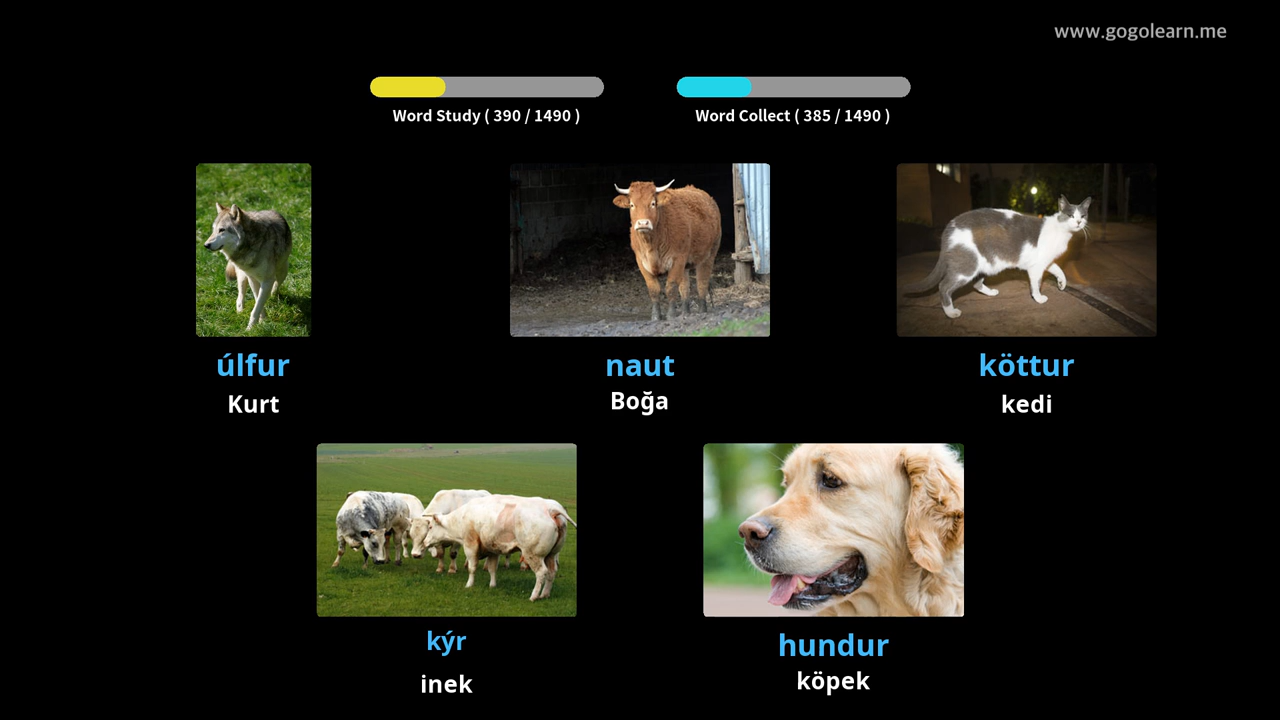 www.gogolearn.me
Word Study ( 390 / 1490 )
Word Collect ( 385 / 1490 )
úlfur
Kurt
naut
Boğa
köttur
kedi
kýr
inek
hundur
köpek